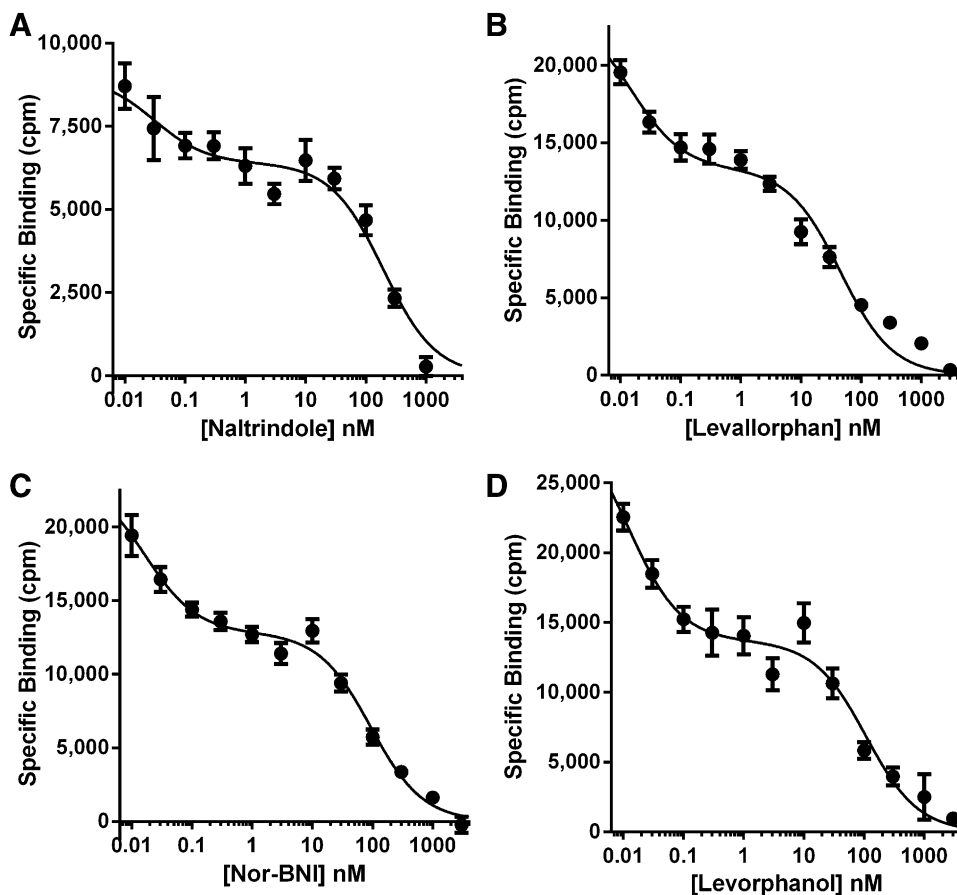 A
10,000
7,500
5,000
2,500
0
Specific Binding (cpm)
0.01 0.1 1 10 100 1000
[Naltrindole] nM
B
20,000
15,000
10,000
5,000
0
Specific Binding (cpm)
0.01 0.1 1 10 100 1000
[Levallorphan] nM
C
20,000
15,000
10,000
5,000
0
Specific Binding (cpm)
0.01 0.1 1 10 100 1000
[Nor-BNI] nM
D
25,000
20,000
15,000
10,000
5,000
0
Specific Binding (cpm)
0.01 0.1 1 10 100 1000
[Levorphanol] nM